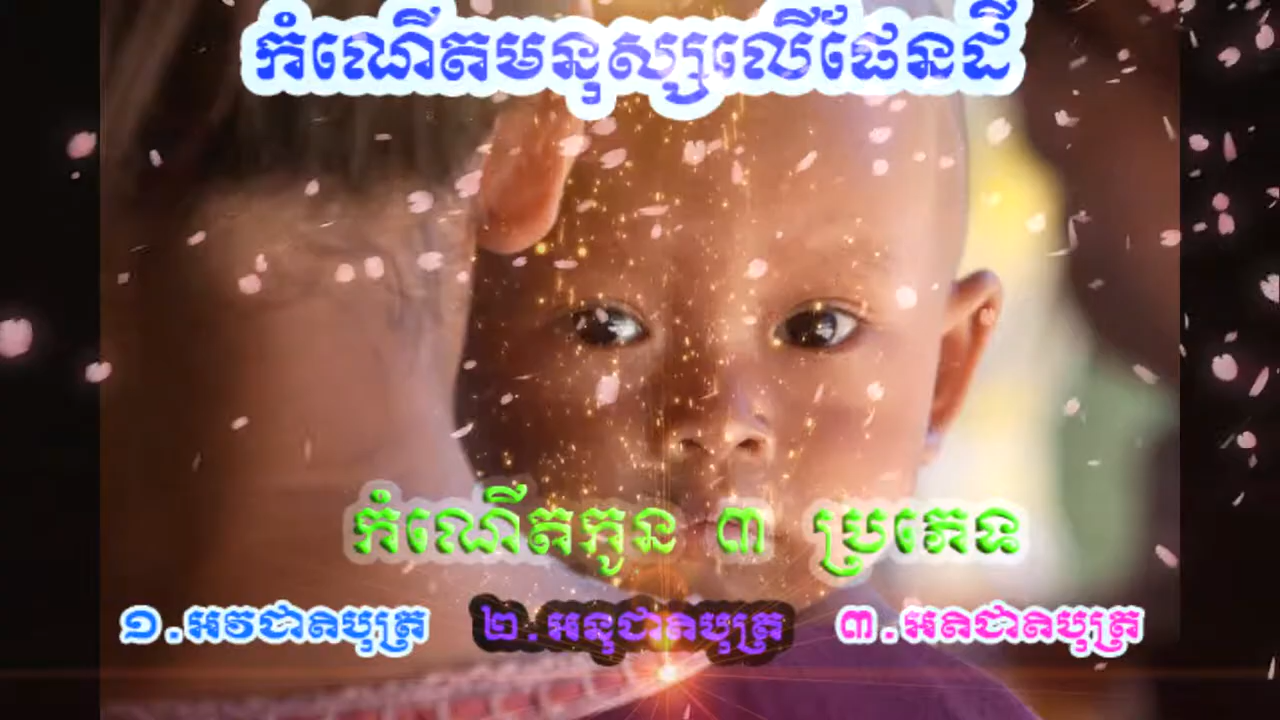 កំណើតមនុស្សលើផែនដី
កំណើតកូន ៣ ប្រភេទ
១.អវជាតិបុត្រ ២.អនុជាតិបុត្រ ៣.អតិជាតិបុត្រ